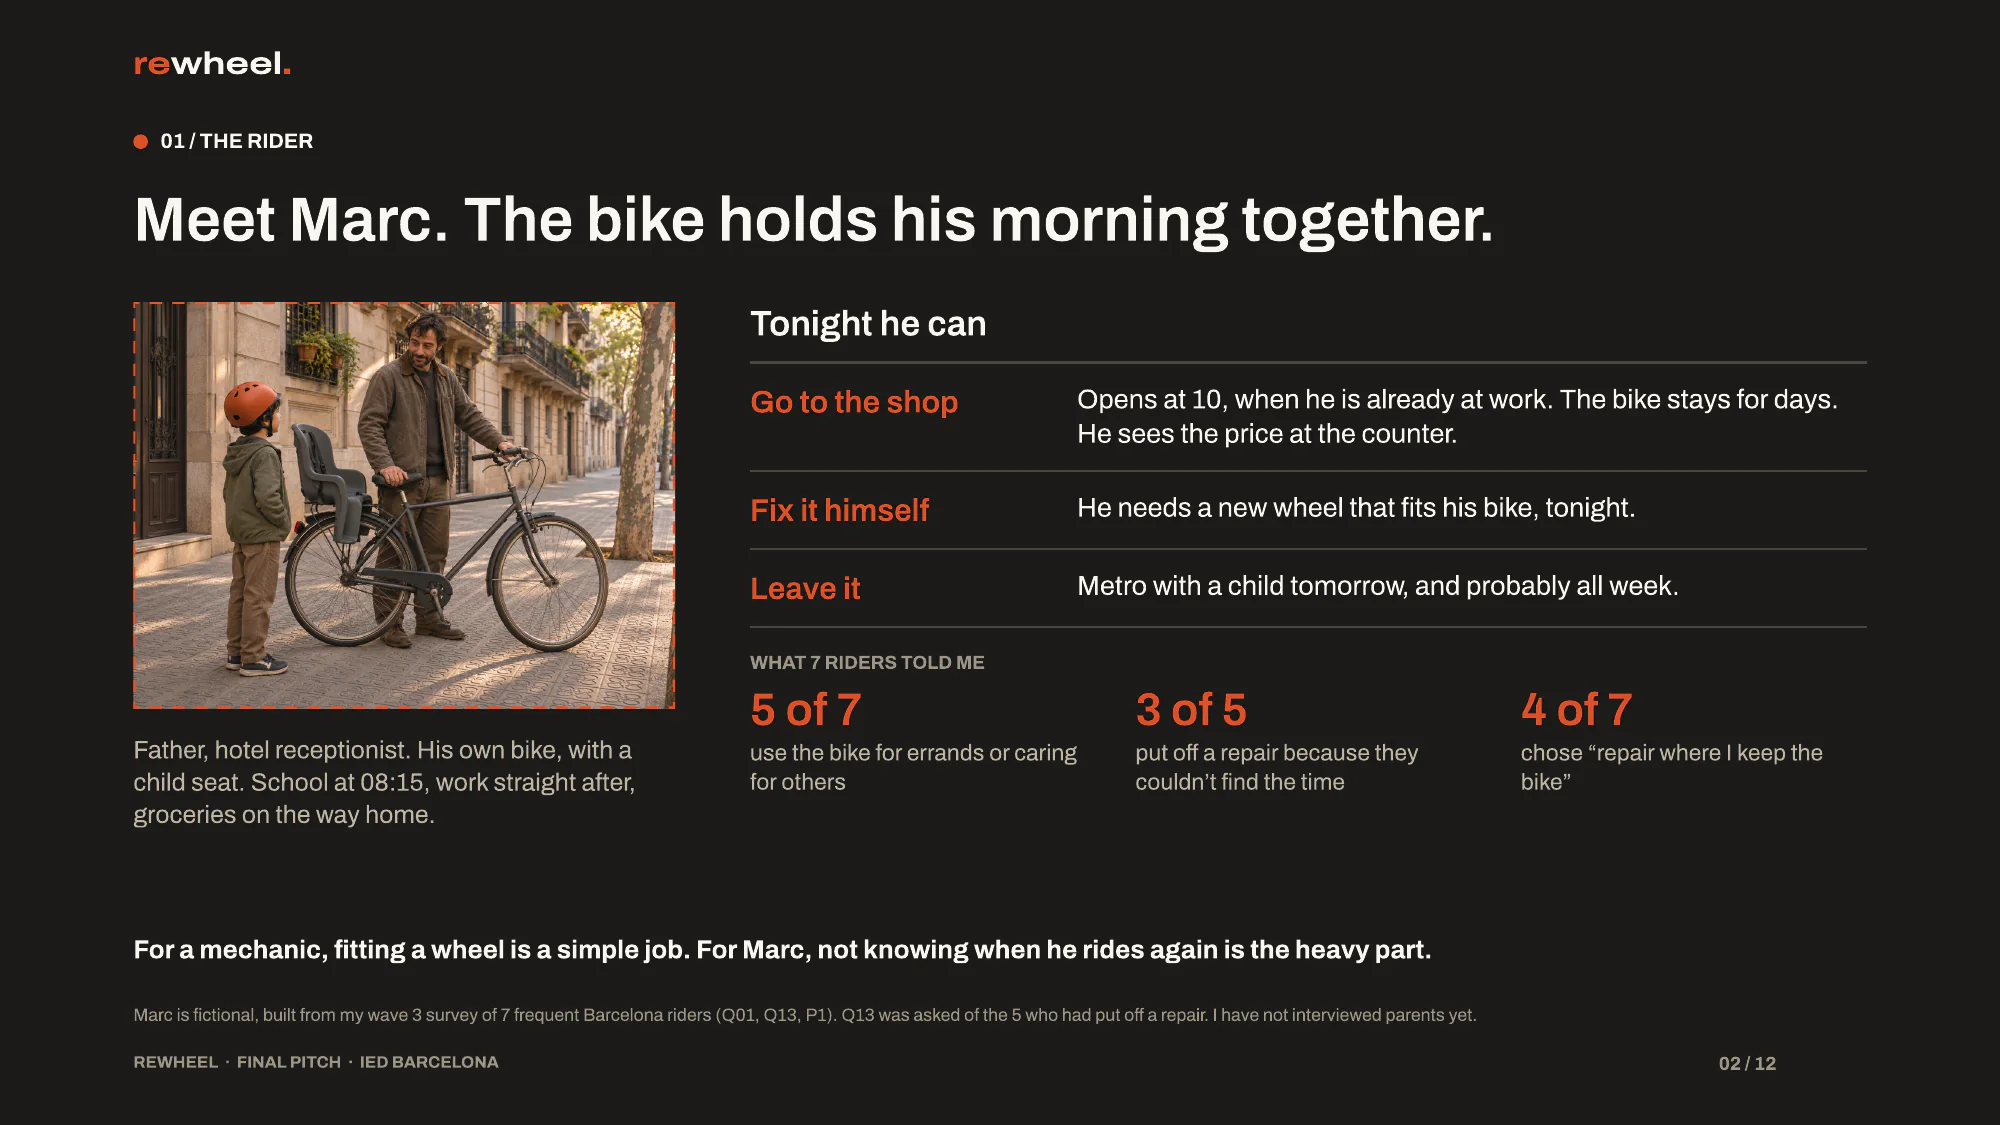 rewheel.
01 / THE RIDER
Meet Marc. The bike holds his morning together.
Father, hotel receptionist. His own bike, with a
child seat. School at 08:15, work straight after,
groceries on the way home.
Tonight he can
Go to the shop
Opens at 10, when he is already at work. The bike stays for days.
He sees the price at the counter.
Fix it himself
He needs a new wheel that fits his bike, tonight.
Leave it
Metro with a child tomorrow, and probably all week.
WHAT 7 RIDERS TOLD ME
5 of 7
use the bike for errands or caring
for others
3 of 5
put off a repair because they
couldn’t find the time
4 of 7
chose “repair where I keep the
bike”
For a mechanic, fitting a wheel is a simple job. For Marc, not knowing when he rides again is the heavy part.
Marc is fictional, built from my wave 3 survey of 7 frequent Barcelona riders (Q01, Q13, P1). Q13 was asked of the 5 who had put off a repair. I have not interviewed parents yet.
REWHEEL · FINAL PITCH · IED BARCELONA
02 / 12